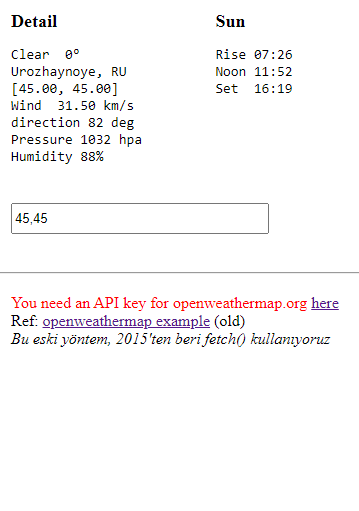 Detail
Clear  0°
Urozhaynoye, RU
[45.00, 45.00]
Wind  31.50 km/s
direction 82 deg
Pressure 1032 hpa
Humidity 88%
Sun
Rise 07:26
Noon 11:52
Set  16:19
45,45
You need an API key for openweathermap.org here
Ref: openweathermap example (old)
Bu eski yöntem, 2015'ten beri fetch() kullanıyoruz